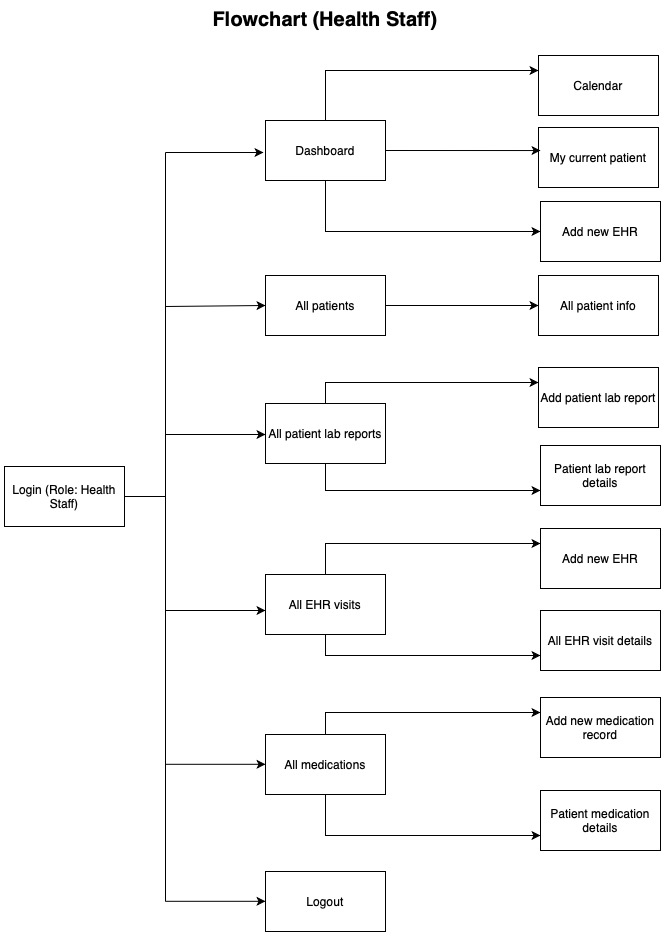 Flowchart (Health Staff)
Calendar
Dashboard
My current patient
Add new EHR
All patients
All patient info
Add patient lab report
All patient lab reports
Patient lab report
details
Login (Role: Health
Staff)
Add new EHR
All EHR visits
All EHR visit details
Add new medication
record
All medications
Patient medication
details
Logout